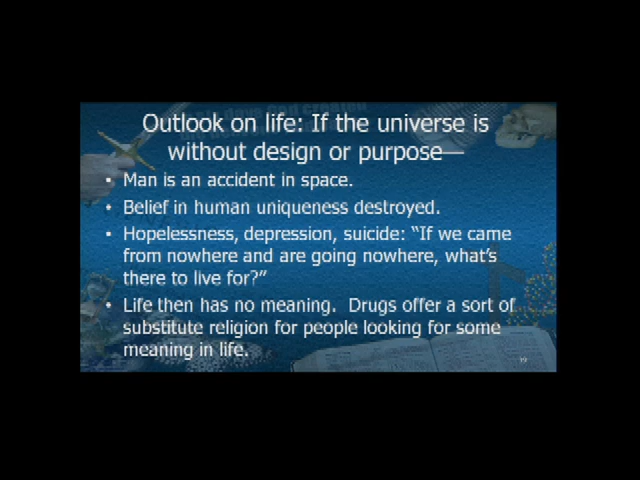 Outlook on life: If the universe is
without design or purpose—
• Man is an accident in space.
• Belief in human uniqueness destroyed.
• Hopelessness, depression, suicide: "If we came
from nowhere and are going nowhere, what's
there to live for?"
• Life then has no meaning.  Drugs offer a sort of
substitute religion for people looking for some
meaning in life.